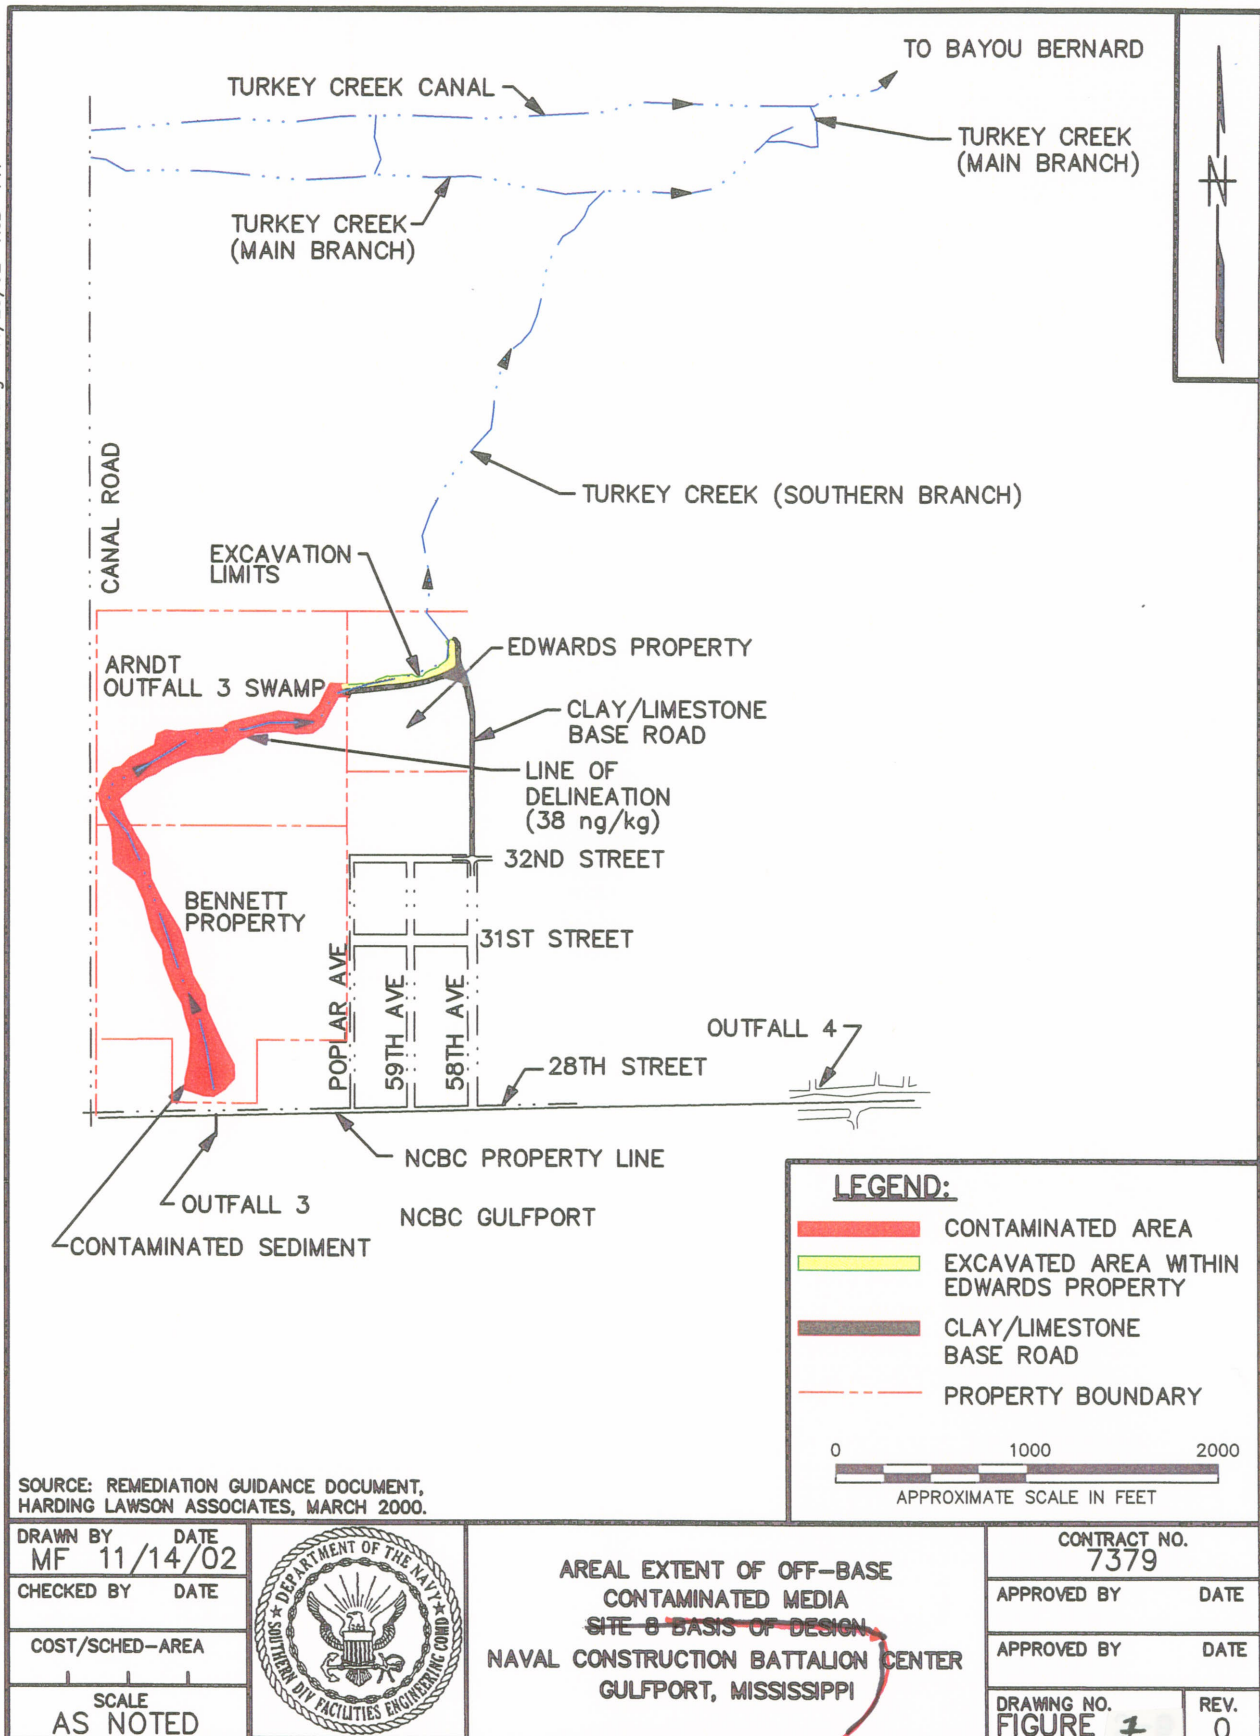 TO BAYOU BERNARD
TURKEY CREEK CANAL
TURKEY CREEK
(MAIN BRANCH)
N
TURKEY CREEK
(MAIN BRANCH)
CANAL ROAD
TURKEY CREEK (SOUTHERN BRANCH)
EXCAVATION
LIMITS
EDWARDS PROPERTY
ARNDT
OUTFALL 3 SWAMP
CLAY/LIMESTONE
BASE ROAD
LINE OF
DELINEATION
(38 ng/kg)
32ND STREET
BENNETT
PROPERTY
31ST STREET
POPLAR AVE
59TH AVE
58TH AVE
OUTFALL 4
28TH STREET
NCBC PROPERTY LINE
OUTFALL 3
NCBC GULFPORT
CONTAMINATED SEDIMENT
LEGEND:
CONTAMINATED AREA
EXCAVATED AREA WITHIN
EDWARDS PROPERTY
CLAY/LIMESTONE
BASE ROAD
PROPERTY BOUNDARY
0 1000 2000
APPROXIMATE SCALE IN FEET
SOURCE: REMEDIATION GUIDANCE DOCUMENT,
HARDING LAWSON ASSOCIATES, MARCH 2000.
DRAWN BY DATE
MF 11/14/02
CHECKED BY DATE
COST/SCHED-AREA
SCALE
AS NOTED
DEPARTMENT OF THE NAVY
SOUTHERN DIV FACILITIES ENGINEERING COMD
AREAL EXTENT OF OFF-BASE
CONTAMINATED MEDIA
SITE 8 BASIS OF DESIGN
NAVAL CONSTRUCTION BATTALION CENTER
GULFPORT, MISSISSIPPI
CONTRACT NO.
7379
APPROVED BY DATE
APPROVED BY DATE
DRAWING NO.
FIGURE 1
REV.
0